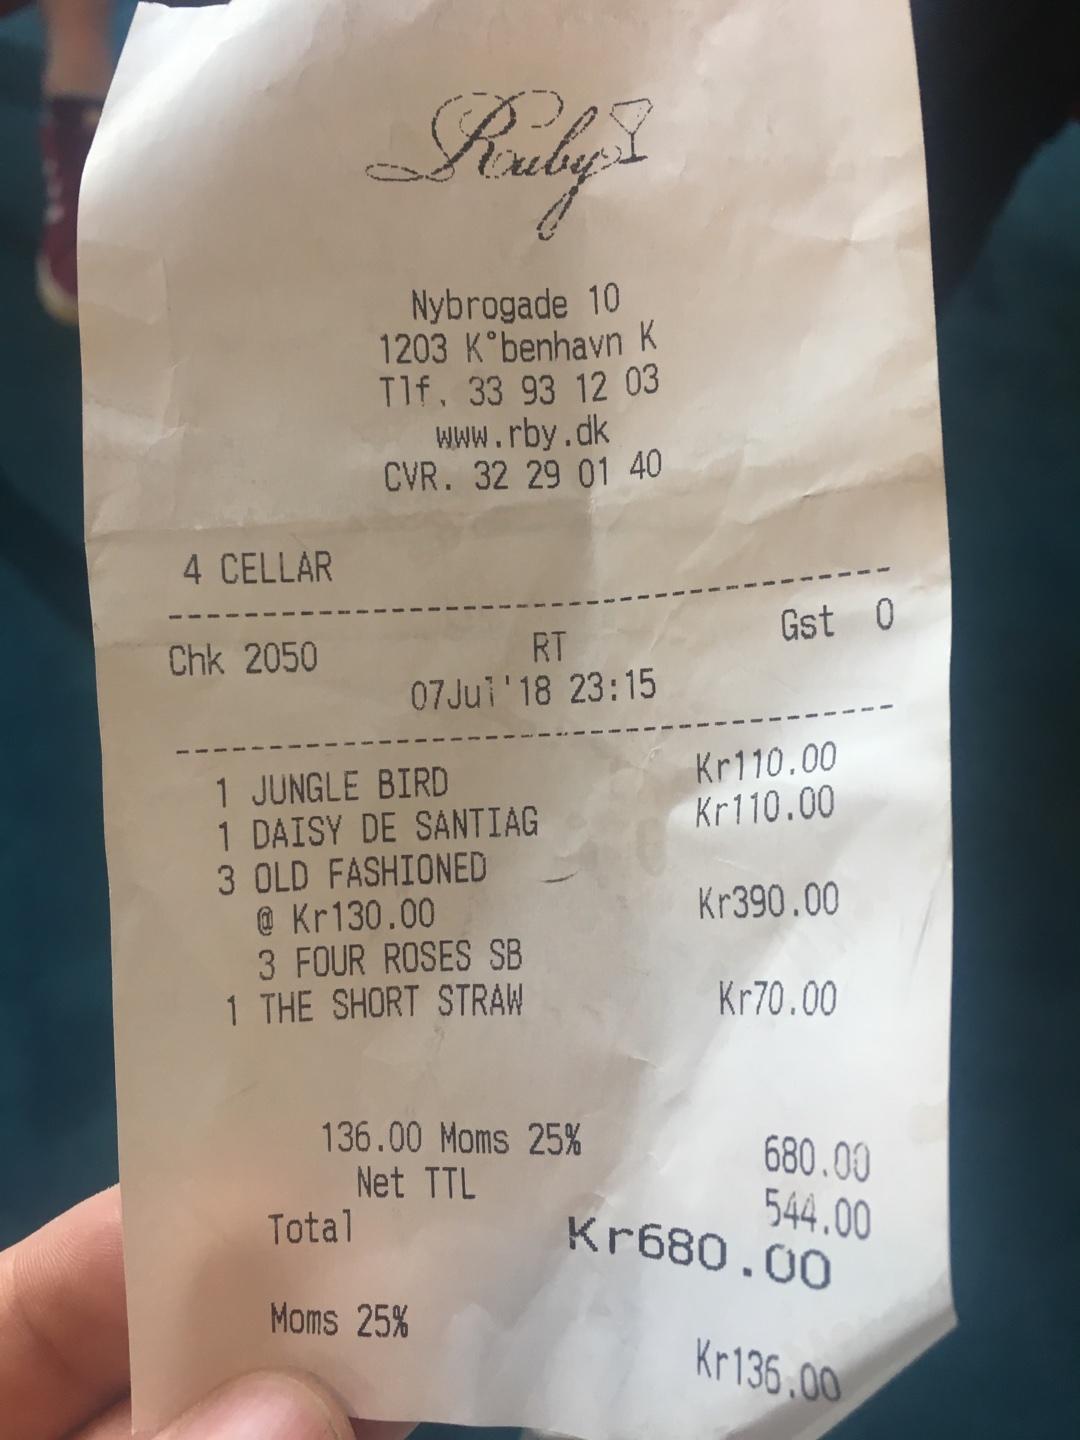 Ruby
Nybrogade 10
1203 K°benhavn K
Tlf. 33 93 12 03
www.rby.dk
CVR. 32 29 01 40
4 CELLAR
Chk 2050 RT Gst 0
07Jul'18 23:15
1 JUNGLE BIRD Kr110.00
1 DAISY DE SANTIAG Kr110.00
3 OLD FASHIONED
@ Kr130.00 Kr390.00
3 FOUR ROSES SB
1 THE SHORT STRAW Kr70.00
136.00 Moms 25% 680.00
Net TTL 544.00
Total Kr680.00
Moms 25% Kr136.00